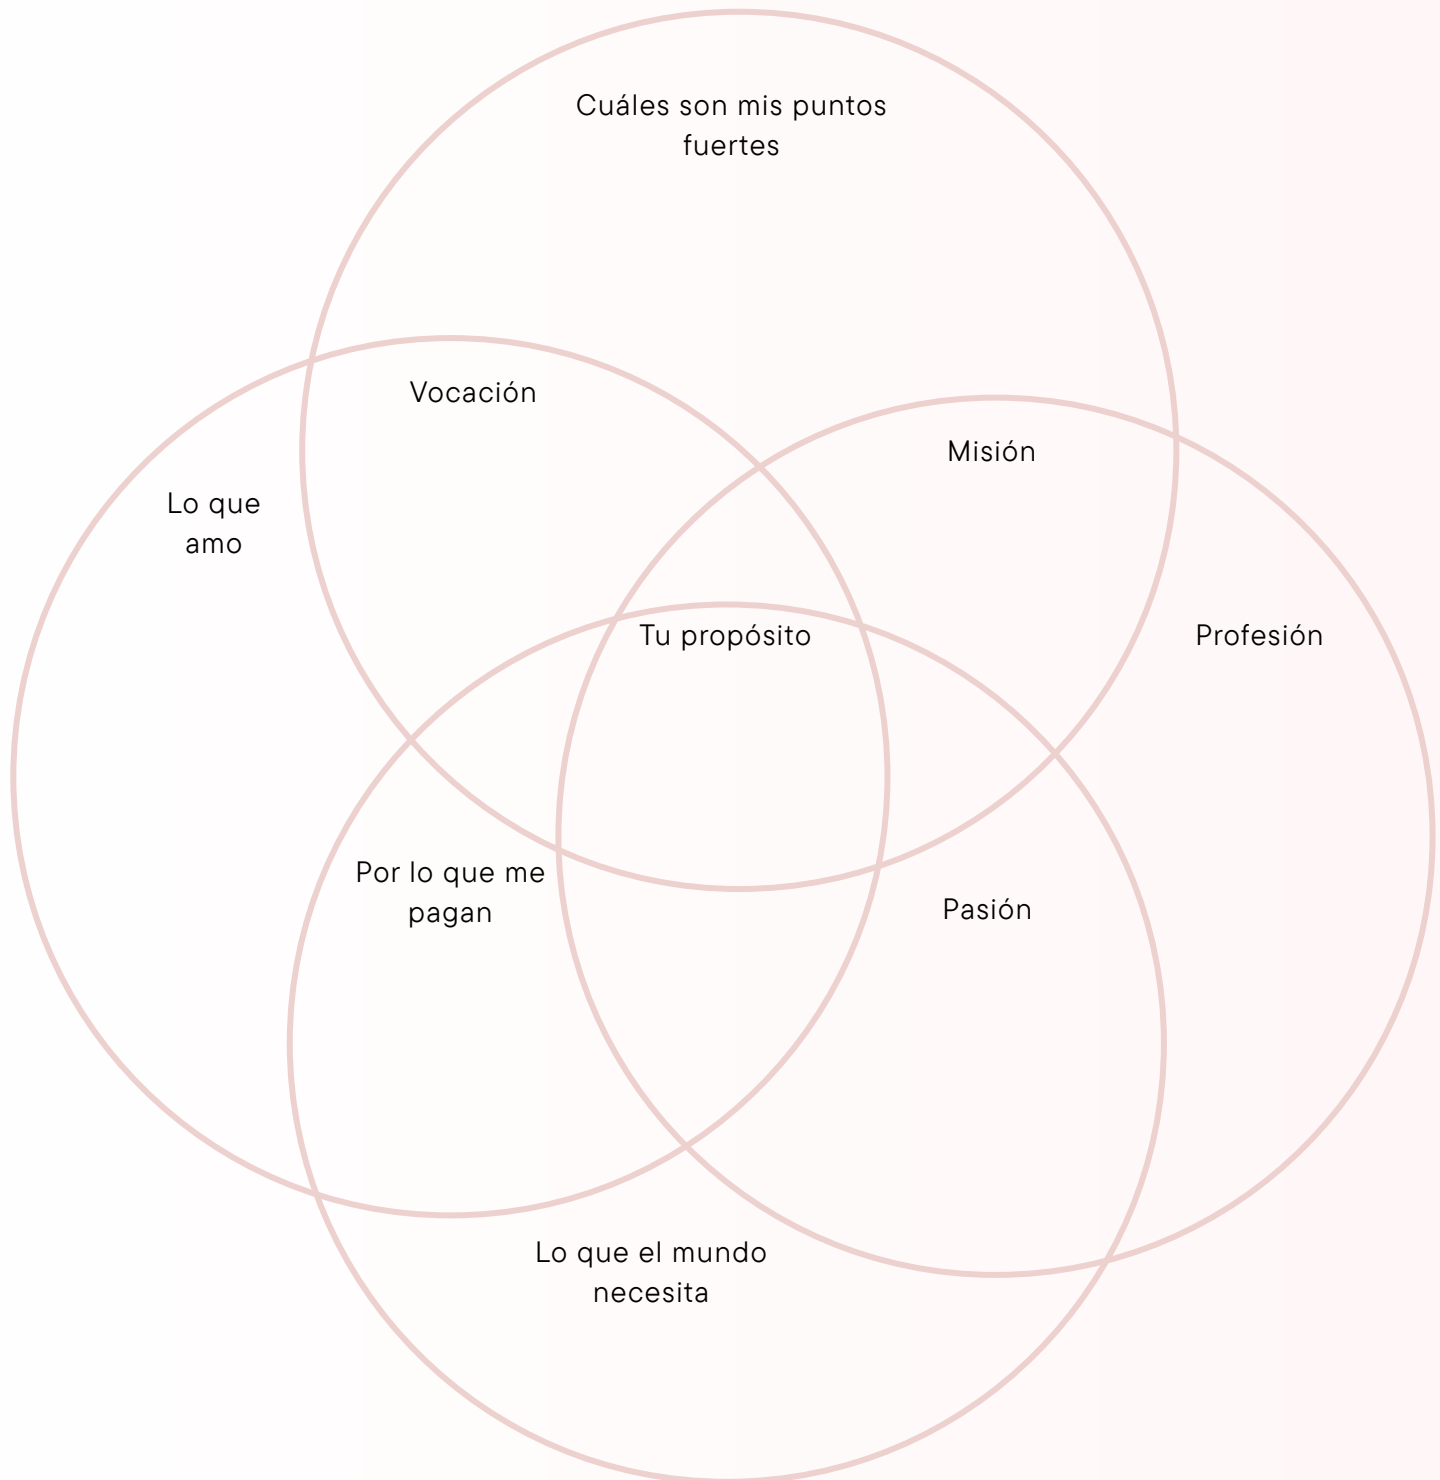 Cuáles son mis puntos
fuertes
Vocación
Misión
Lo que
amo
Tu propósito
Profesión
Por lo que me
pagan
Pasión
Lo que el mundo
necesita